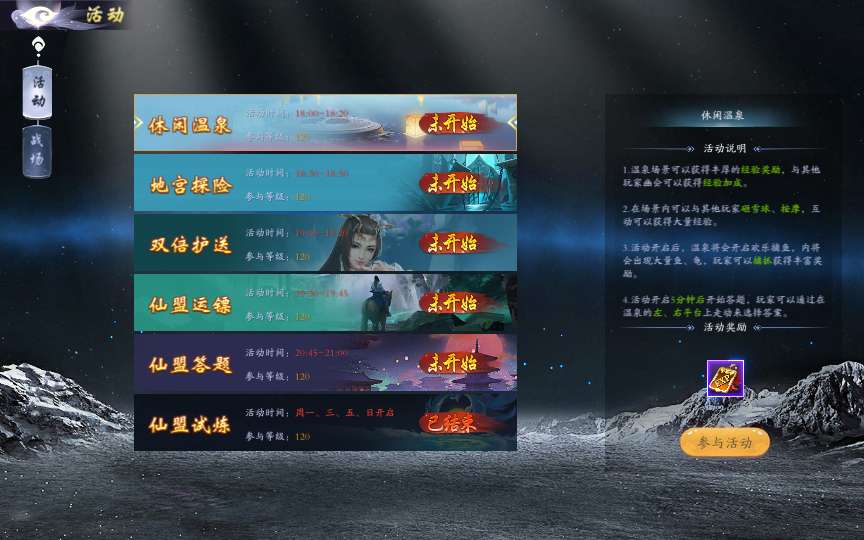 活动
活动
战场
休闲温泉
活动时间：18:00-18:20
参与等级：120
未开始
地宫探险
活动时间：
参与等级：120
未开始
双倍护送
活动时间：
参与等级：120
未开始
仙盟运镖
活动时间：
参与等级：120
未开始
仙盟答题
活动时间：20:45-21:00
参与等级：120
未开始
仙盟试炼
活动时间：周一、三、五、日开启
参与等级：120
已结束
休闲温泉
活动说明
1.温泉场景可以获得丰厚的经验奖励，与其他
玩家幽会可以获得经验加成。
2.在场景内可以与其他玩家砸雪球、按摩，互
动可以获得大量经验。
3.活动开启后，温泉将会开启欢乐捕鱼，内将
会出现大量鱼、龟，玩家可以捕抓获得丰富奖
励。
4.活动开启5分钟后开始答题，玩家可以通过在
温泉的左、右平台上走动来选择答案。
活动奖励
EXP
参与活动